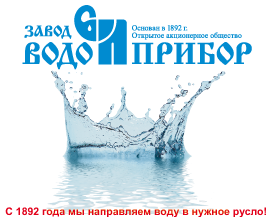 ЗАВОД
Основан в 1892 г.
Открытое акционерное общество
ВОДОПРИБОР
С 1892 года мы направляем воду в нужное русло!